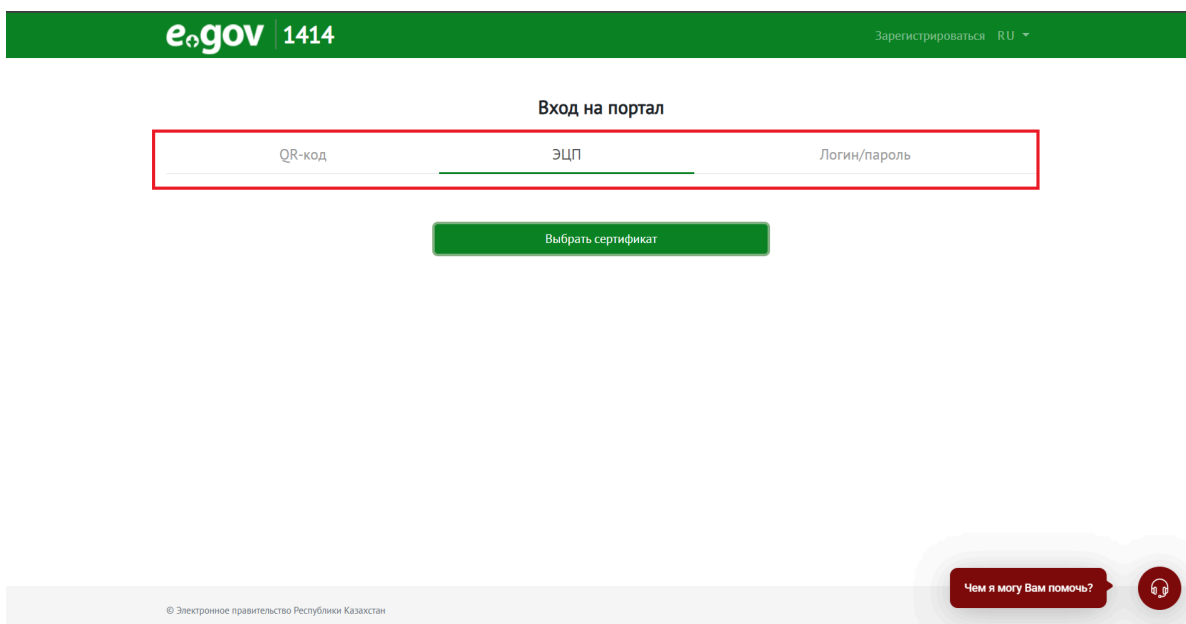 e.gov 1414 Зарегистрироваться RU
Вход на портал
QR-код ЭЦП Логин/пароль
Выбрать сертификат
Чем я могу Вам помочь?
© Электронное правительство Республики Казахстан